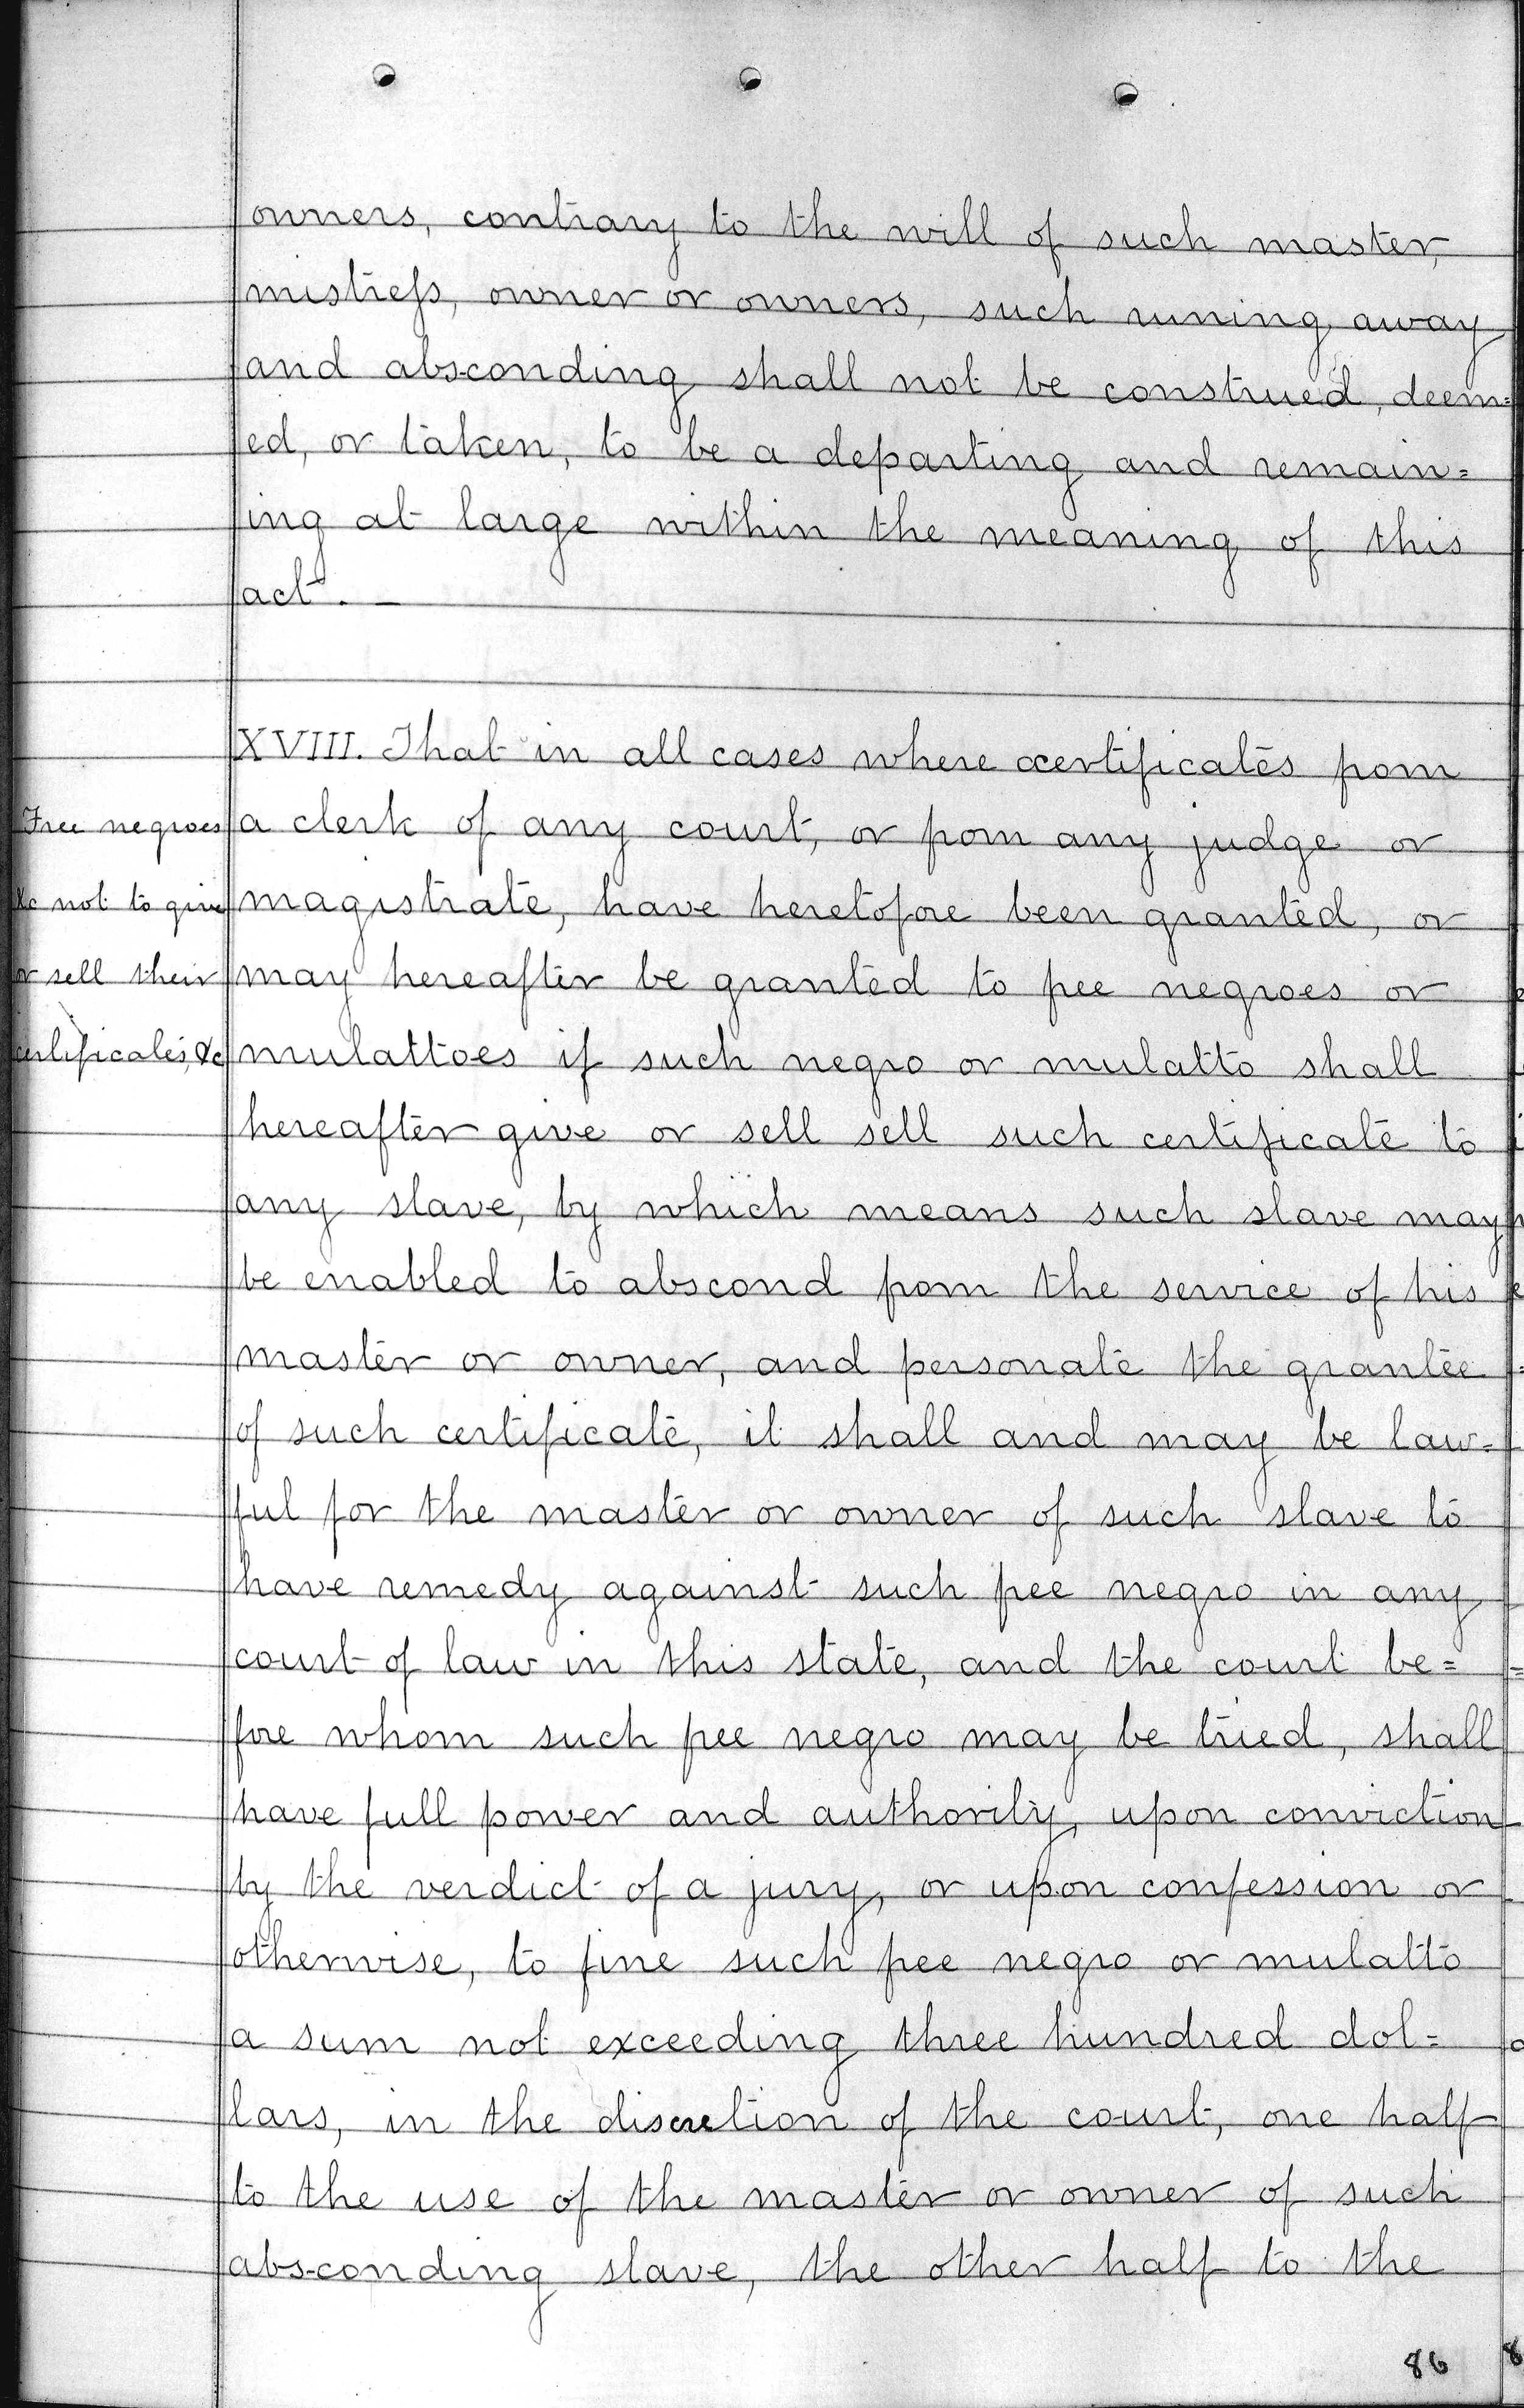 owners, contrary to the will of such master,
mistress, owner or owners, such runing away
and absconding shall not be construed, deem=
ed, or taken, to be a departing and remain=
ing at large within the meaning of this
act. —
XVIII. That in all cases where certificates from
Free negroes
a clerk of any court, or from any judge or
&c not to give
magistrate, have heretofore been granted, or
or sell their
may hereafter be granted to free negroes or
certificates, &c
mulattoes if such negro or mulatto shall
hereafter give or sell sell such certificate to
any slave, by which means such slave may
be enabled to abscond from the service of his
master or owner, and personate the grantee
of such certificate, it shall and may be law=
ful for the master or owner of such slave to
have remedy against such free negro in any
court of law in this state, and the court be=
fore whom such free negro may be tried, shall
have full power and authority, upon conviction
by the verdict of a jury, or upon confession or
otherwise, to fine such free negro or mulatto
a sum not exceeding three hundred dol=
lars, in the discretion of the court, one half
to the use of the master or owner of such
absconding slave, the other half to the
86